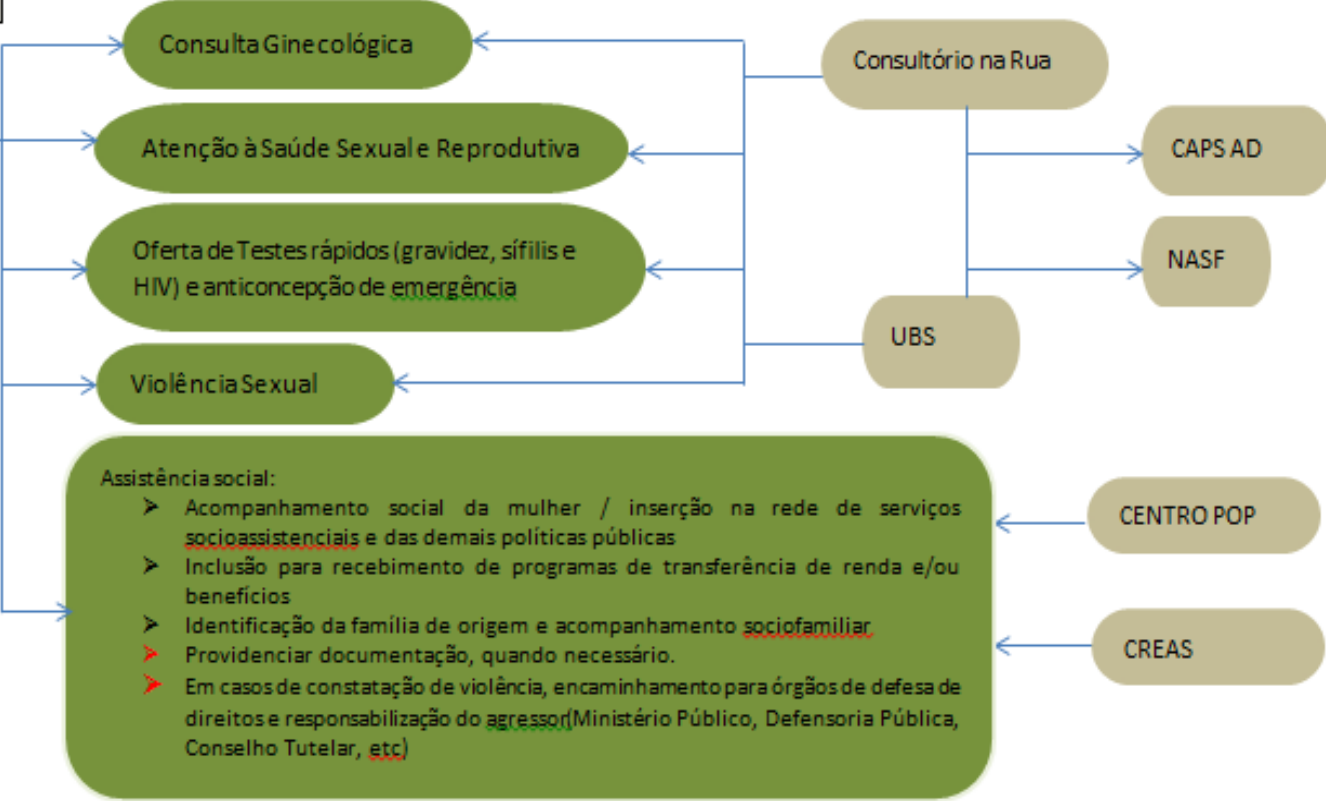 Consulta Ginecológica
Consultório na Rua
Atenção à Saúde Sexual e Reprodutiva
CAPS AD
Oferta de Testes rápidos (gravidez, sífilis e
HIV) e anticoncepção de emergência
NASF
UBS
Violência Sexual
Assistência social:
➢ Acompanhamento social da mulher / inserção na rede de serviços
socioassistenciais e das demais políticas públicas
➢ Inclusão para recebimento de programas de transferência de renda e/ou
benefícios
➢ Identificação da família de origem e acompanhamento sociofamiliar
➢ Providenciar documentação, quando necessário.
➢ Em casos de constatação de violência, encaminhamento para órgãos de defesa de
direitos e responsabilização do agressor(Ministério Público, Defensoria Pública,
Conselho Tutelar, etc)
CENTRO POP
CREAS